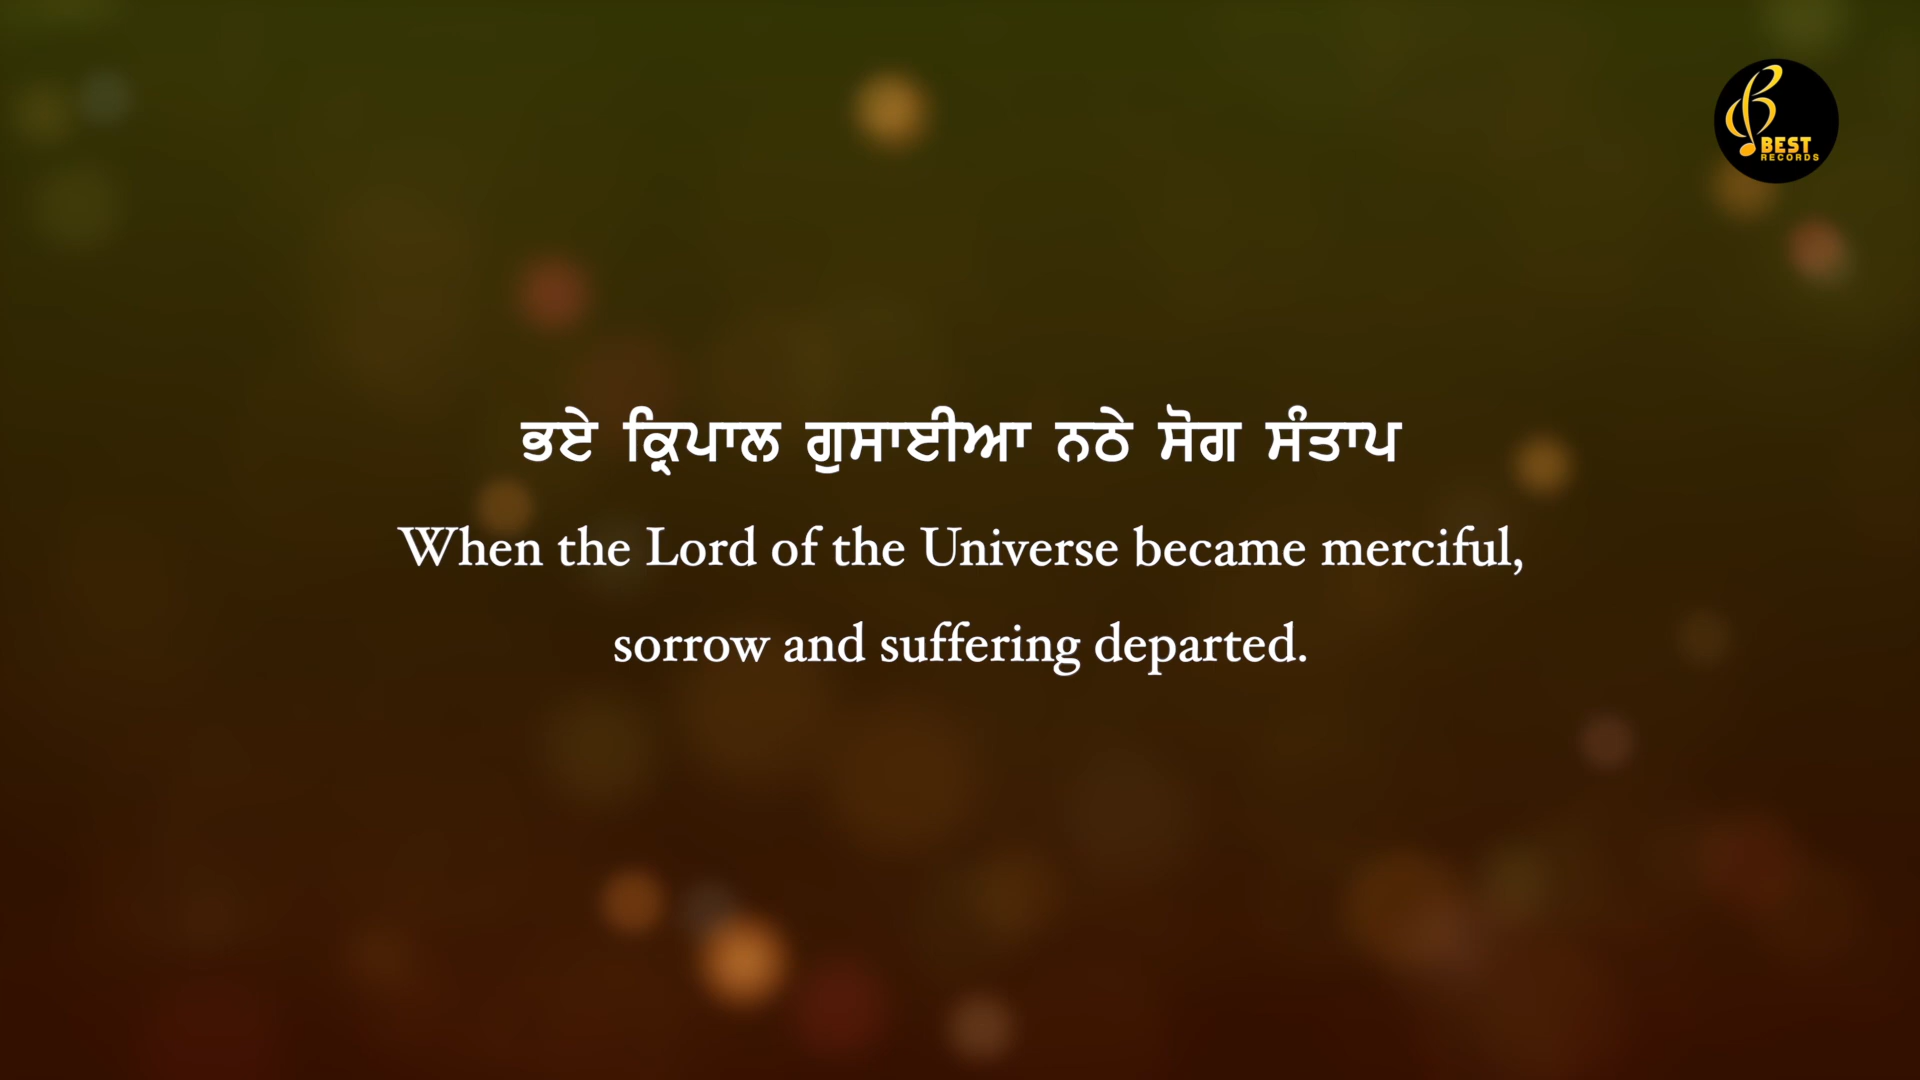 BEST
RECORDS
ਭਏ ਕ੍ਰਿਪਾਲ ਗੁਸਾਈਆ ਨਠੇ ਸੋਗ ਸੰਤਾਪ
When the Lord of the Universe became merciful,
sorrow and suffering departed.